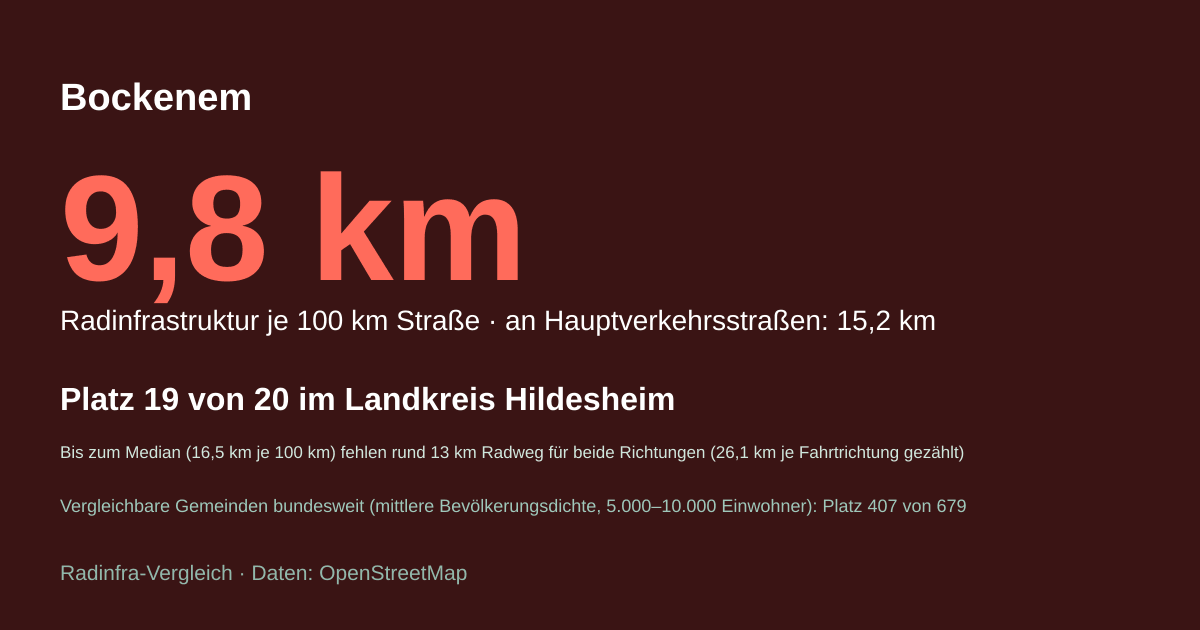 Bockenem
9,8 km
Radinfrastruktur je 100 km Straße · an Hauptverkehrsstraßen: 15,2 km
Platz 19 von 20 im Landkreis Hildesheim
Bis zum Median (16,5 km je 100 km) fehlen rund 13 km Radweg für beide Richtungen (26,1 km je Fahrtrichtung gezählt)
Vergleichbare Gemeinden bundesweit (mittlere Bevölkerungsdichte, 5.000–10.000 Einwohner): Platz 407 von 679
Radinfra-Vergleich · Daten: OpenStreetMap